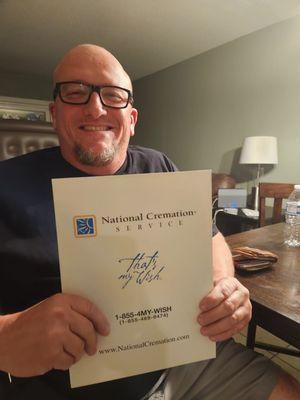 National Cremation
SERVICE
That's
my Wish.
1-855-4MY-WISH
(1-855-469-9474)
www.NationalCremation.com